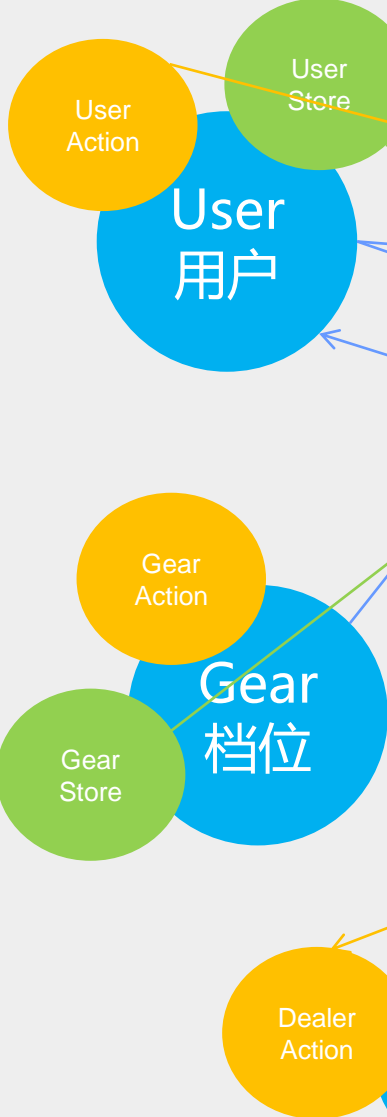 User
Store
User
Action
User
用户
Gear
Action
Gear
档位
Gear
Store
Dealer
Action